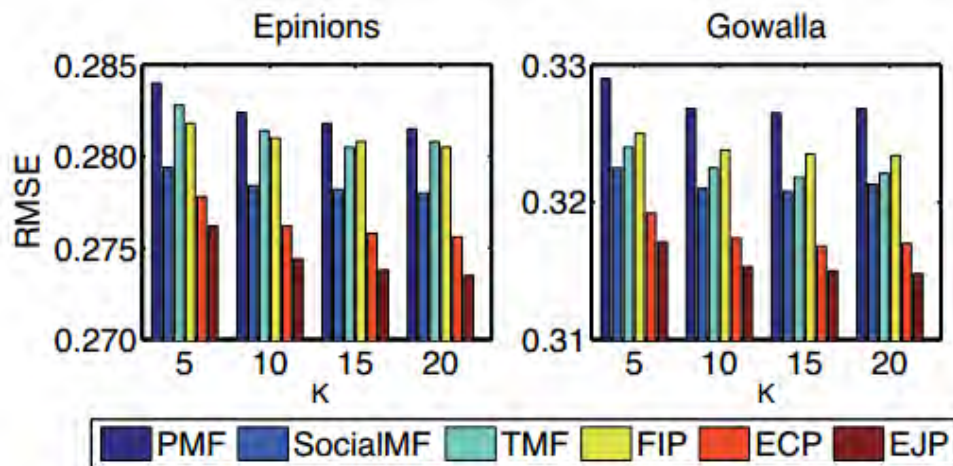 Epinions Gowalla
0.285 0.33
0.280
0.32
0.275
0.270 0.31
5 10 15 20 5 10 15 20
RMSE
K K
PMF SocialMF TMF FIP ECP EJP